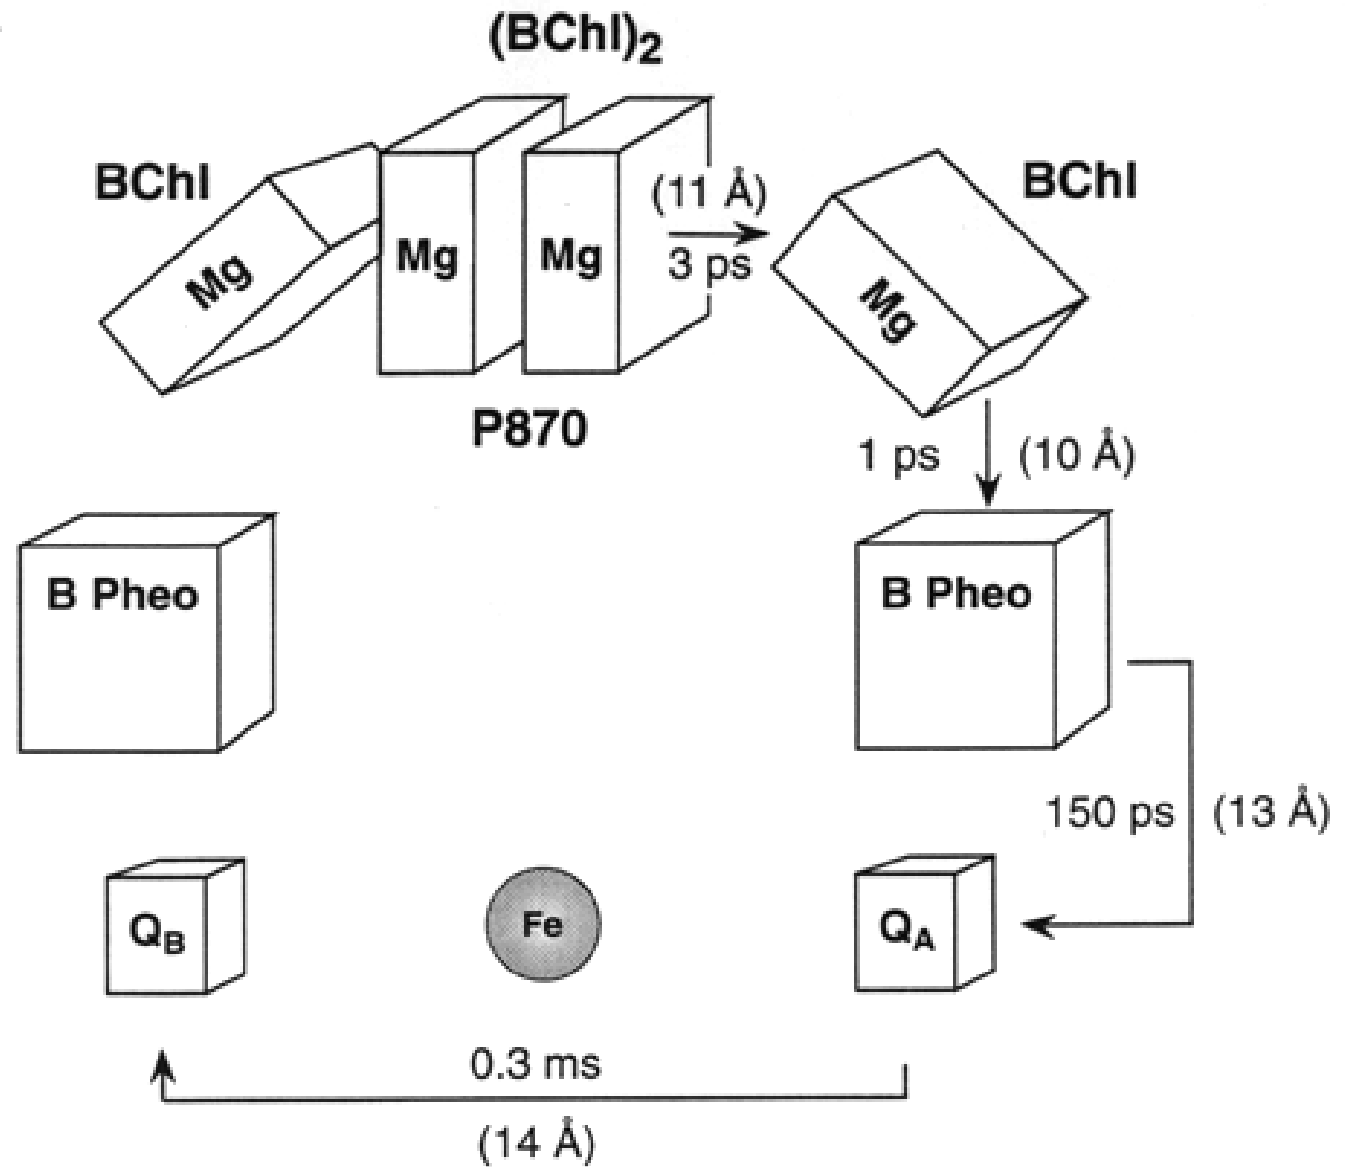 (BChl)2
BChl
BChl
Mg
Mg
Mg
(11 Å)
3 ps
Mg
P870
1 ps
(10 Å)
B Pheo
B Pheo
150 ps
(13 Å)
QB
Fe
QA
0.3 ms
(14 Å)